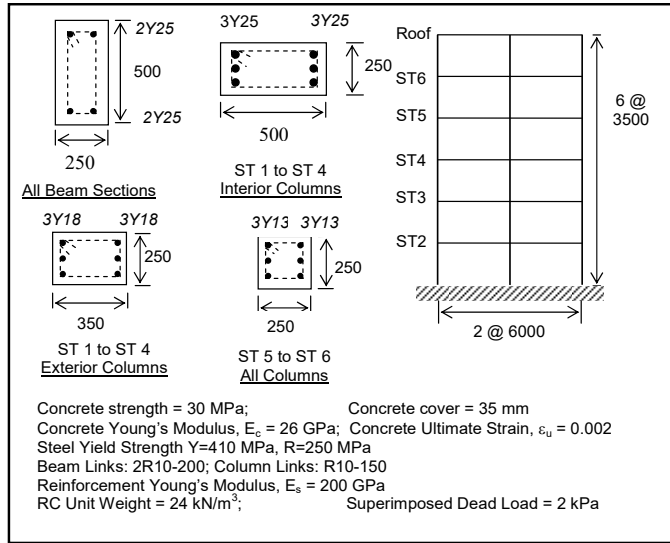 2Y25
500
2Y25
250
All Beam Sections
3Y25 3Y25
250
500
ST 1 to ST 4
Interior Columns
3Y18 3Y18
250
350
ST 1 to ST 4
Exterior Columns
3Y13 3Y13
250
250
ST 5 to ST 6
All Columns
Roof
ST6
ST5
ST4
ST3
ST2
6 @
3500
2 @ 6000
Concrete strength = 30 MPa; Concrete cover = 35 mm
Concrete Young's Modulus, Ec = 26 GPa; Concrete Ultimate Strain, εu = 0.002
Steel Yield Strength Y=410 MPa, R=250 MPa
Beam Links: 2R10-200; Column Links: R10-150
Reinforcement Young's Modulus, Es = 200 GPa
RC Unit Weight = 24 kN/m³; Superimposed Dead Load = 2 kPa